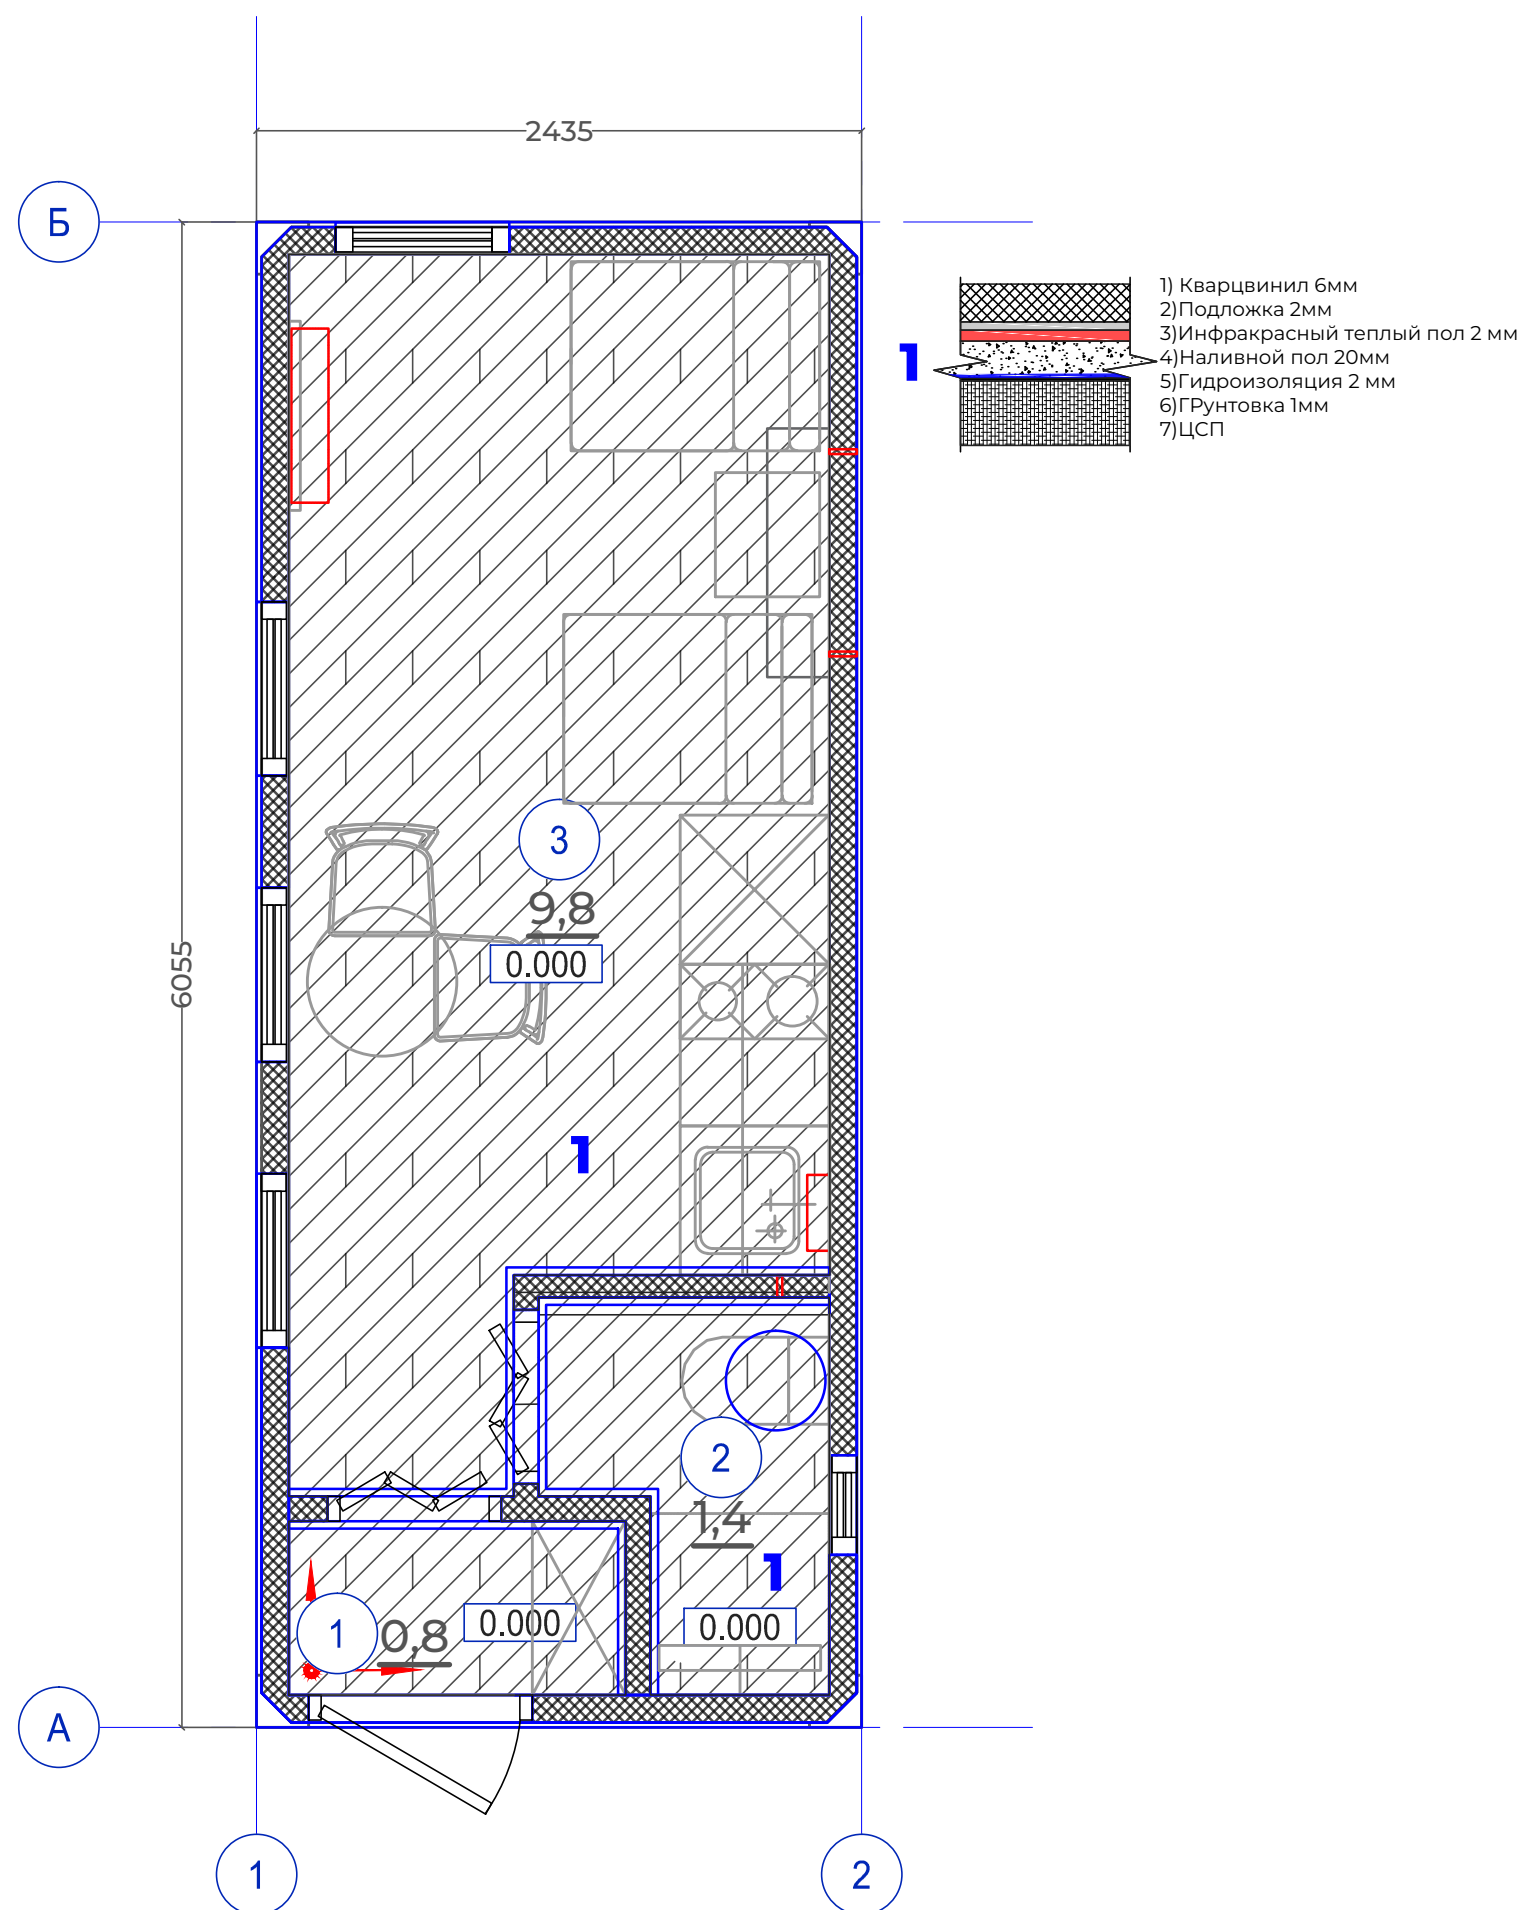 2435
Б
1) Кварцвинил 6мм
2)Подложка 2мм
3)Инфракрасный теплый пол 2 мм
1
4)Наливной пол 20мм
5)Гидроизоляция 2 мм
6)ГРунтовка 1мм
7)ЦСП
3
9,8
0.000
6055
1
2
1,4
1
1
0,8
0.000
0.000
А
1
2